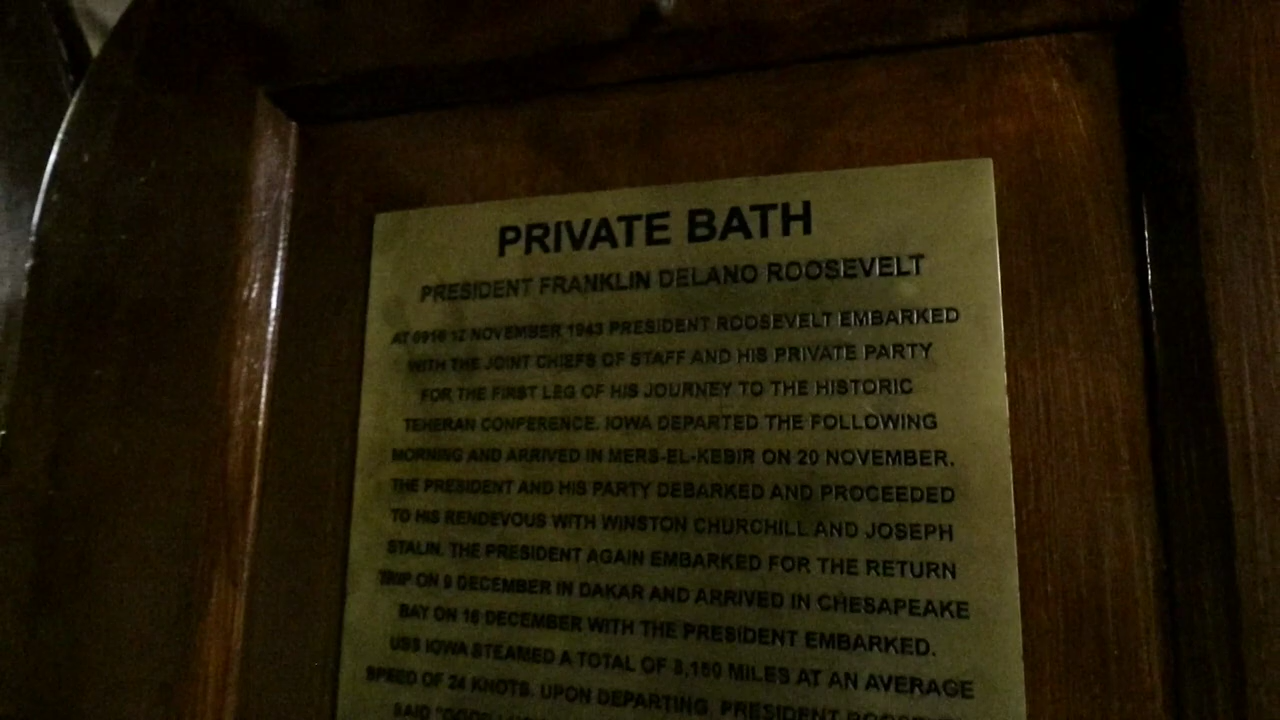 PRIVATE BATH
PRESIDENT FRANKLIN DELANO ROOSEVELT
AT 0916 12 NOVEMBER 1943 PRESIDENT ROOSEVELT EMBARKED
WITH THE JOINT CHIEFS OF STAFF AND HIS PRIVATE PARTY
FOR THE FIRST LEG OF HIS JOURNEY TO THE HISTORIC
TEHERAN CONFERENCE. IOWA DEPARTED THE FOLLOWING
MORNING AND ARRIVED IN MERS-EL-KEBIR ON 20 NOVEMBER.
THE PRESIDENT AND HIS PARTY DEBARKED AND PROCEEDED
TO HIS RENDEVOUS WITH WINSTON CHURCHILL AND JOSEPH
STALIN. THE PRESIDENT AGAIN EMBARKED FOR THE RETURN
TRIP ON 9 DECEMBER IN DAKAR AND ARRIVED IN CHESAPEAKE
BAY ON 16 DECEMBER WITH THE PRESIDENT EMBARKED.
USS IOWA STEAMED A TOTAL OF 8,150 MILES AT AN AVERAGE
SPEED OF 24 KNOTS. UPON DEPARTING, PRESIDENT ROOSEVELT
SAID